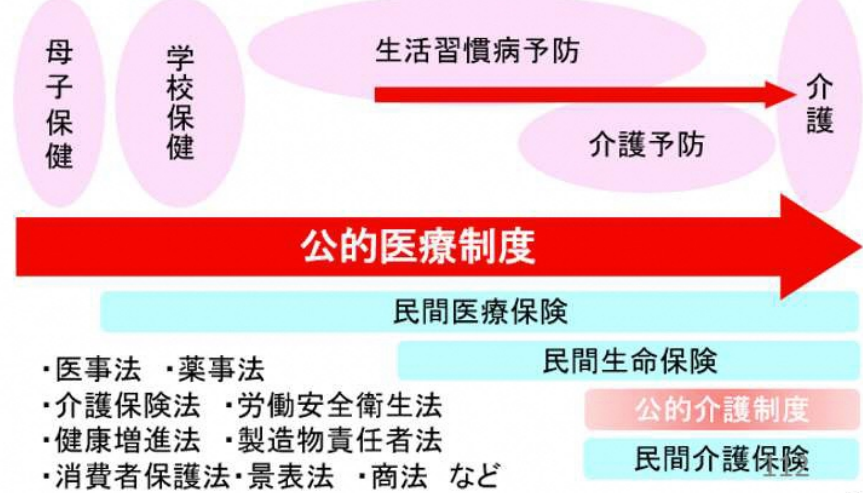 母子保健
学校保健
生活習慣病予防
介護予防
介護
公的医療制度
民間医療保険
民間生命保険
公的介護制度
民間介護保険
112
・医事法 ・薬事法
・介護保険法 ・労働安全衛生法
・健康増進法 ・製造物責任者法
・消費者保護法・景表法 ・商法 など